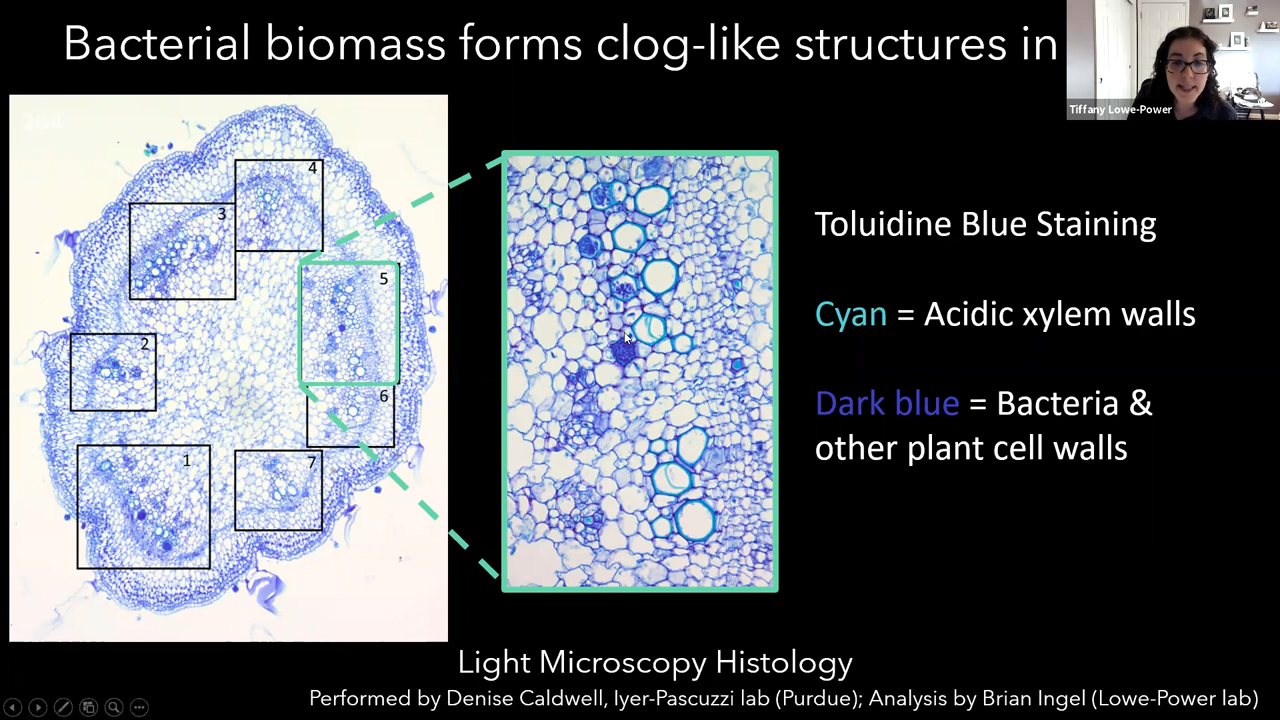 Bacterial biomass forms clog-like structures in
Tiffany Lowe-Power
4
3
5
2
6
1
7
Toluidine Blue Staining
Cyan = Acidic xylem walls
Dark blue = Bacteria &
other plant cell walls
Light Microscopy Histology
Performed by Denise Caldwell, Iyer-Pascuzzi lab (Purdue); Analysis by Brian Ingel (Lowe-Power lab)